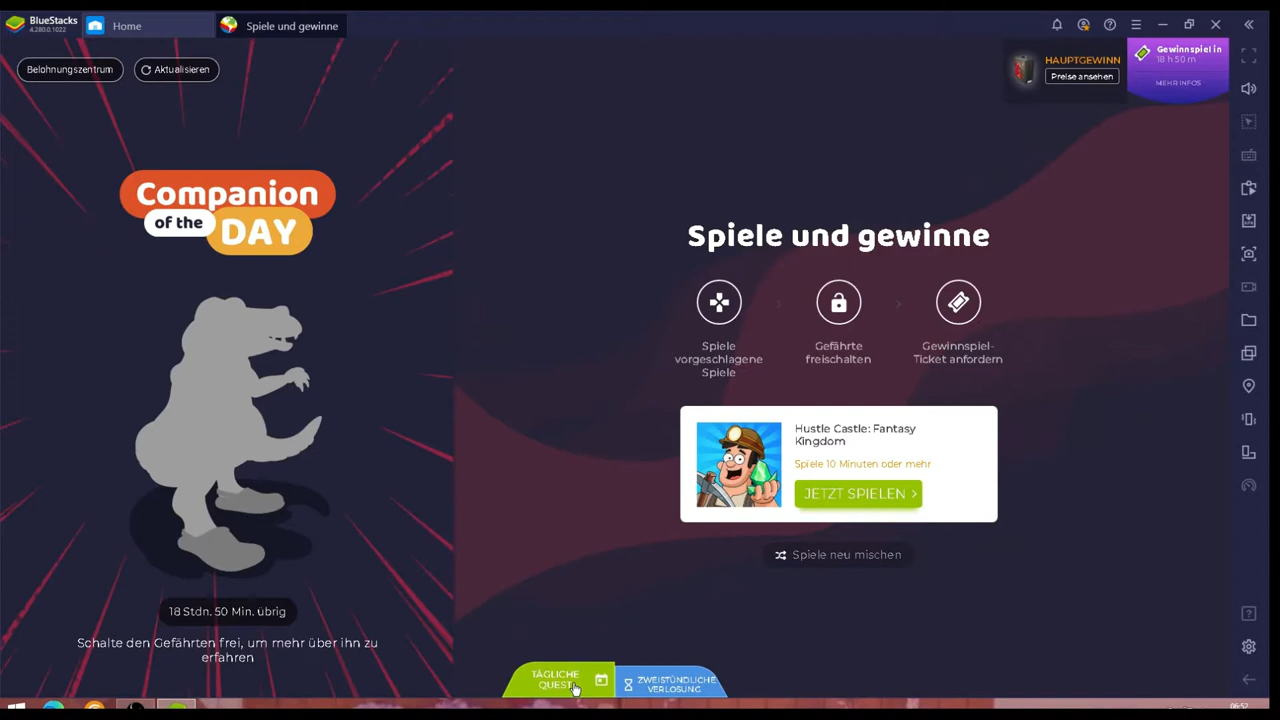 BlueStacks
4.280.0.1022
Home
Spiele und gewinne
Belohnungszentrum
Aktualisieren
HAUPTGEWINN
Preise ansehen
Gewinnspiel in
18 h 50 m
MEHR INFOS
Companion
of the
DAY
Spiele und gewinne
Spiele
vorgeschlagene
Spiele
Gefährte
freischalten
Gewinnspiel-
Ticket anfordern
Hustle Castle: Fantasy
Kingdom
Spiele 10 Minuten oder mehr
JETZT SPIELEN
Spiele neu mischen
18 Stdn. 50 Min. übrig
Schalte den Gefährten frei, um mehr über ihn zu
erfahren
TÄGLICHE
QUEST
ZWEISTÜNDLICHE
VERLOSUNG
06:52